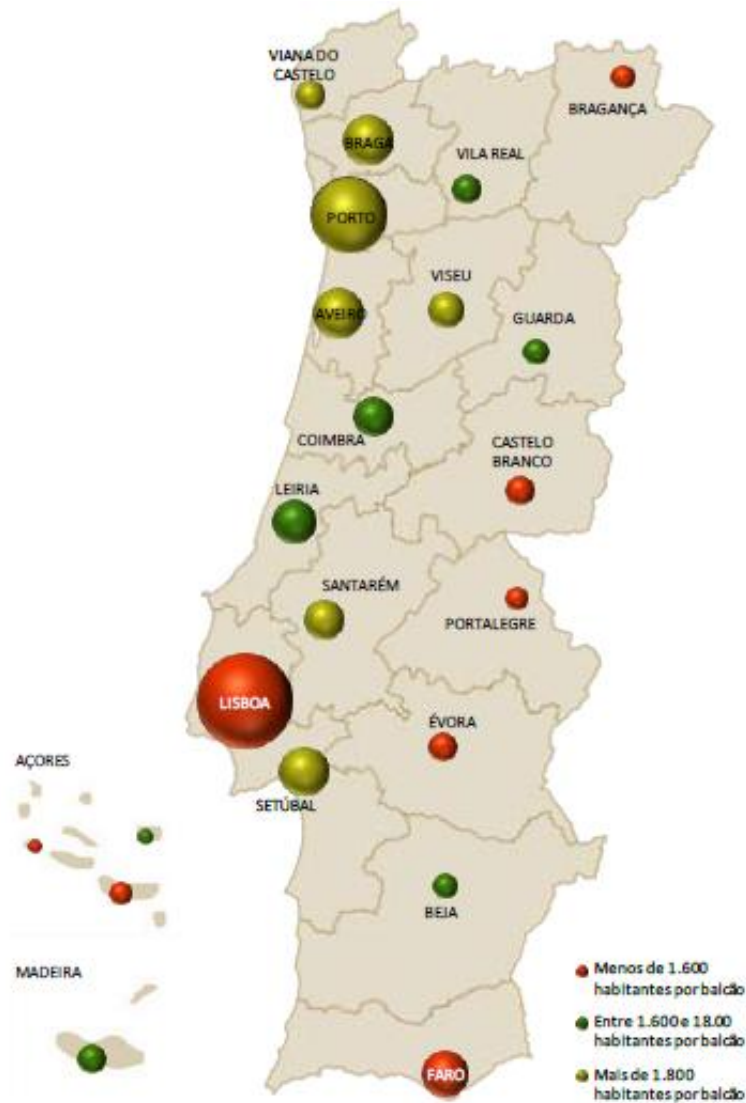 VIANA DO
CASTELO
BRAGANÇA
BRAGA
VILA REAL
PORTO
VISEU
AVEIRO
GUARDA
COIMBRA
CASTELO
BRANCO
LEIRIA
SANTARÉM
PORTALEGRE
LISBOA
ÉVORA
AÇORES
SETÚBAL
BEJA
MADEIRA
Menos de 1.600
habitantes por balcão
Entre 1.600 e 18.00
habitantes por balcão
FARO
Mais de 1.800
habitantes por balcão